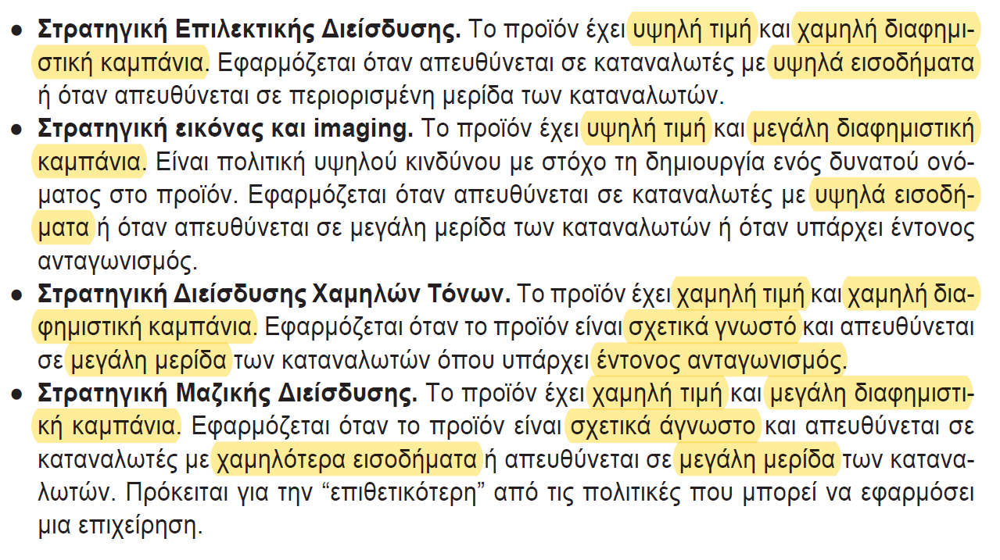 ● Στρατηγική Επιλεκτικής Διείσδυσης. Το προϊόν έχει υψηλή τιμή και χαμηλή διαφημι-
στική καμπάνια. Εφαρμόζεται όταν απευθύνεται σε καταναλωτές με υψηλά εισοδήματα
ή όταν απευθύνεται σε περιορισμένη μερίδα των καταναλωτών.
● Στρατηγική εικόνας και imaging. Το προϊόν έχει υψηλή τιμή και μεγάλη διαφημιστική
καμπάνια. Είναι πολιτική υψηλού κινδύνου με στόχο τη δημιουργία ενός δυνατού ονό-
ματος στο προϊόν. Εφαρμόζεται όταν απευθύνεται σε καταναλωτές με υψηλά εισοδή-
ματα ή όταν απευθύνεται σε μεγάλη μερίδα των καταναλωτών ή όταν υπάρχει έντονος
ανταγωνισμός.
● Στρατηγική Διείσδυσης Χαμηλών Τόνων. Το προϊόν έχει χαμηλή τιμή και χαμηλή δια-
φημιστική καμπάνια. Εφαρμόζεται όταν το προϊόν είναι σχετικά γνωστό και απευθύνεται
σε μεγάλη μερίδα των καταναλωτών όπου υπάρχει έντονος ανταγωνισμός.
● Στρατηγική Μαζικής Διείσδυσης. Το προϊόν έχει χαμηλή τιμή και μεγάλη διαφημιστι-
κή καμπάνια. Εφαρμόζεται όταν το προϊόν είναι σχετικά άγνωστο και απευθύνεται σε
καταναλωτές με χαμηλότερα εισοδήματα ή απευθύνεται σε μεγάλη μερίδα των κατανα-
λωτών. Πρόκειται για την “επιθετικότερη” από τις πολιτικές που μπορεί να εφαρμόσει
μια επιχείρηση.